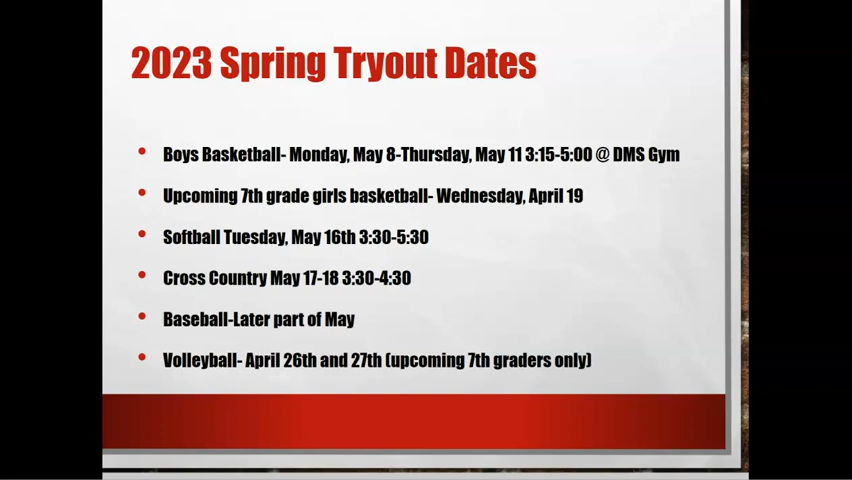 2023 Spring Tryout Dates
• Boys Basketball- Monday, May 8-Thursday, May 11 3:15-5:00 @ DMS Gym
• Upcoming 7th grade girls basketball- Wednesday, April 19
• Softball Tuesday, May 16th 3:30-5:30
• Cross Country May 17-18 3:30-4:30
• Baseball-Later part of May
• Volleyball- April 26th and 27th (upcoming 7th graders only)